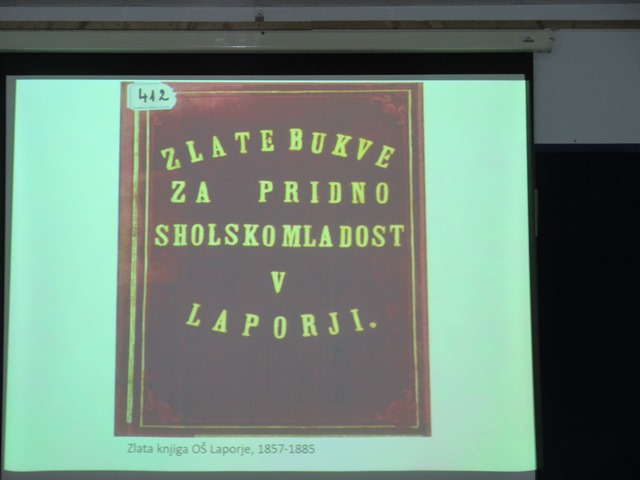 412
ZLATE BUKVE
ZA PRIDNO
SHOLSKO MLADOST
V
LAPORJI.
Zlata knjiga OŠ Laporje, 1857-1885